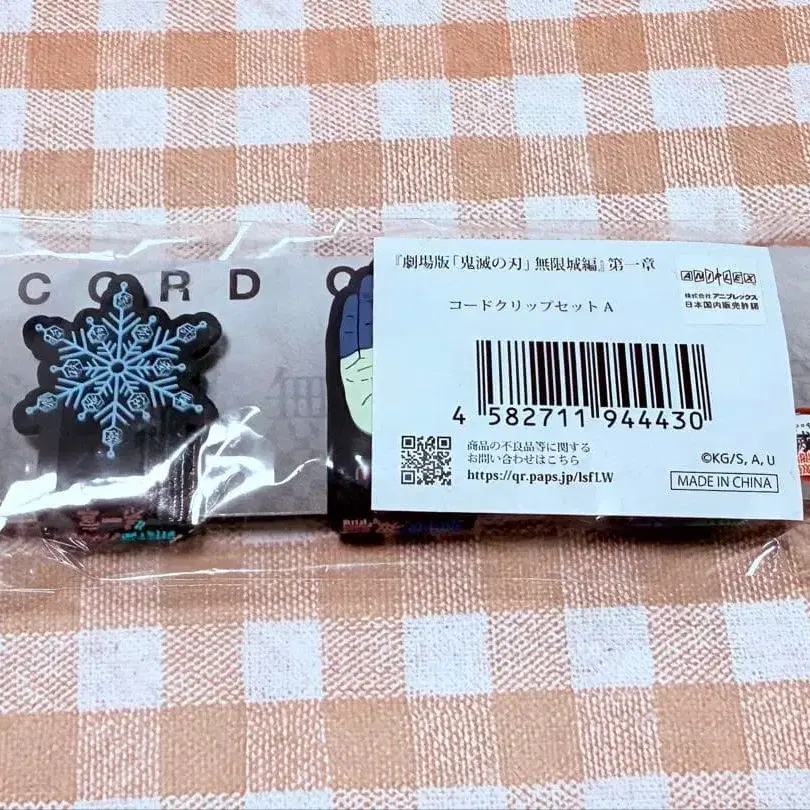 CORD
『劇場版「鬼滅の刃」無限城編』第一章
コードクリップセット A
ANIPLEX
株式会社アニプレックス
日本国内販売許諾
4 582711 944430
商品の不良品等に関する
お問い合わせはこちら
https://qr.paps.jp/lsfLW
©KG/S, A, U
MADE IN CHINA
無